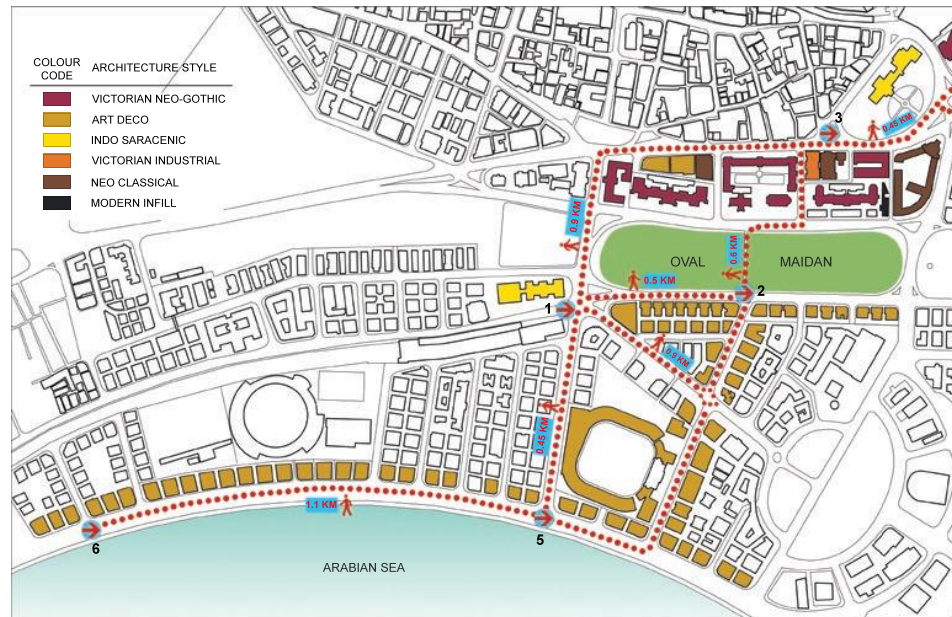 COLOUR CODE ARCHITECTURE STYLE
VICTORIAN NEO-GOTHIC
ART DECO
INDO SARACENIC
VICTORIAN INDUSTRIAL
NEO CLASSICAL
MODERN INFILL
3
0.45 KM
0.9 KM
0.6 KM
OVAL MAIDAN
0.5 KM
2
1
0.9 KM
0.45 KM
1.1 KM
5
6
ARABIAN SEA